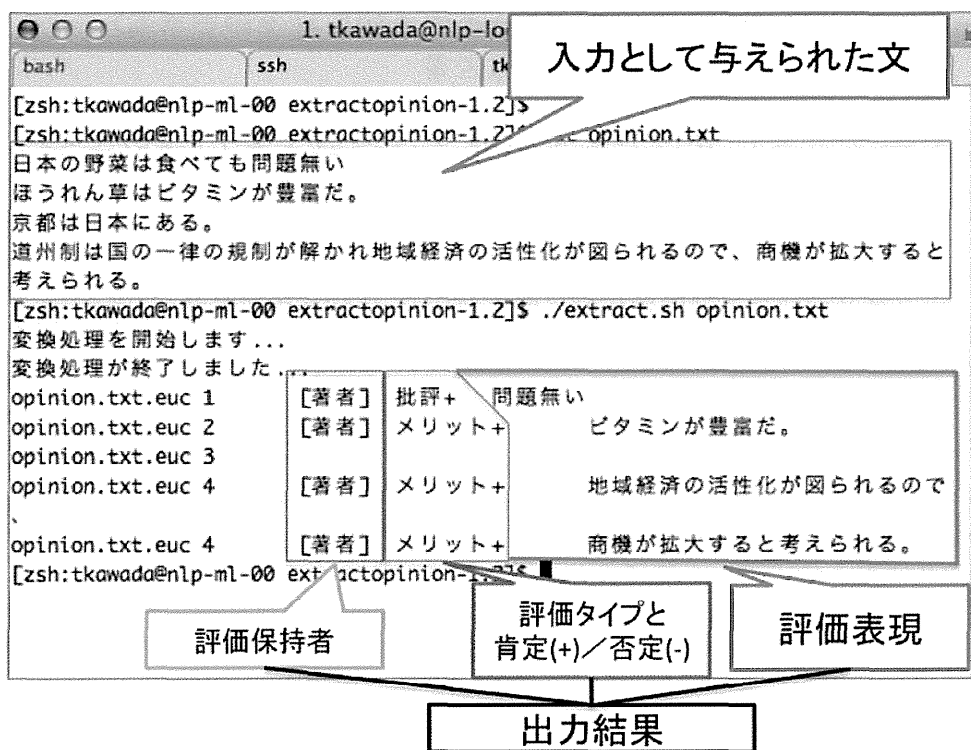 1. tkawada@nlp-lo
bash ssh tk
入力として与えられた文
[zsh:tkawada@nlp-ml-00 extractopinion-1.2]$
[zsh:tkawada@nlp-ml-00 extractopinion-1.2]$ opinion.txt
日本の野菜は食べても問題無い
ほうれん草はビタミンが豊富だ。
京都は日本にある。
道州制は国の一律の規制が解かれ地域経済の活性化が図られるので、商機が拡大すると
考えられる。
[zsh:tkawada@nlp-ml-00 extractopinion-1.2]$ ./extract.sh opinion.txt
変換処理を開始します...
変換処理が終了しました...
opinion.txt.euc 1 [著者] 批評+ 問題無い
opinion.txt.euc 2 [著者] メリット+ ビタミンが豊富だ。
opinion.txt.euc 3
opinion.txt.euc 4 [著者] メリット+ 地域経済の活性化が図られるので
、
opinion.txt.euc 4 [著者] メリット+ 商機が拡大すると考えられる。
[zsh:tkawada@nlp-ml-00 extractopinion-1.2]$
評価保持者
評価タイプと
肯定(+)/否定(-)
評価表現
出力結果